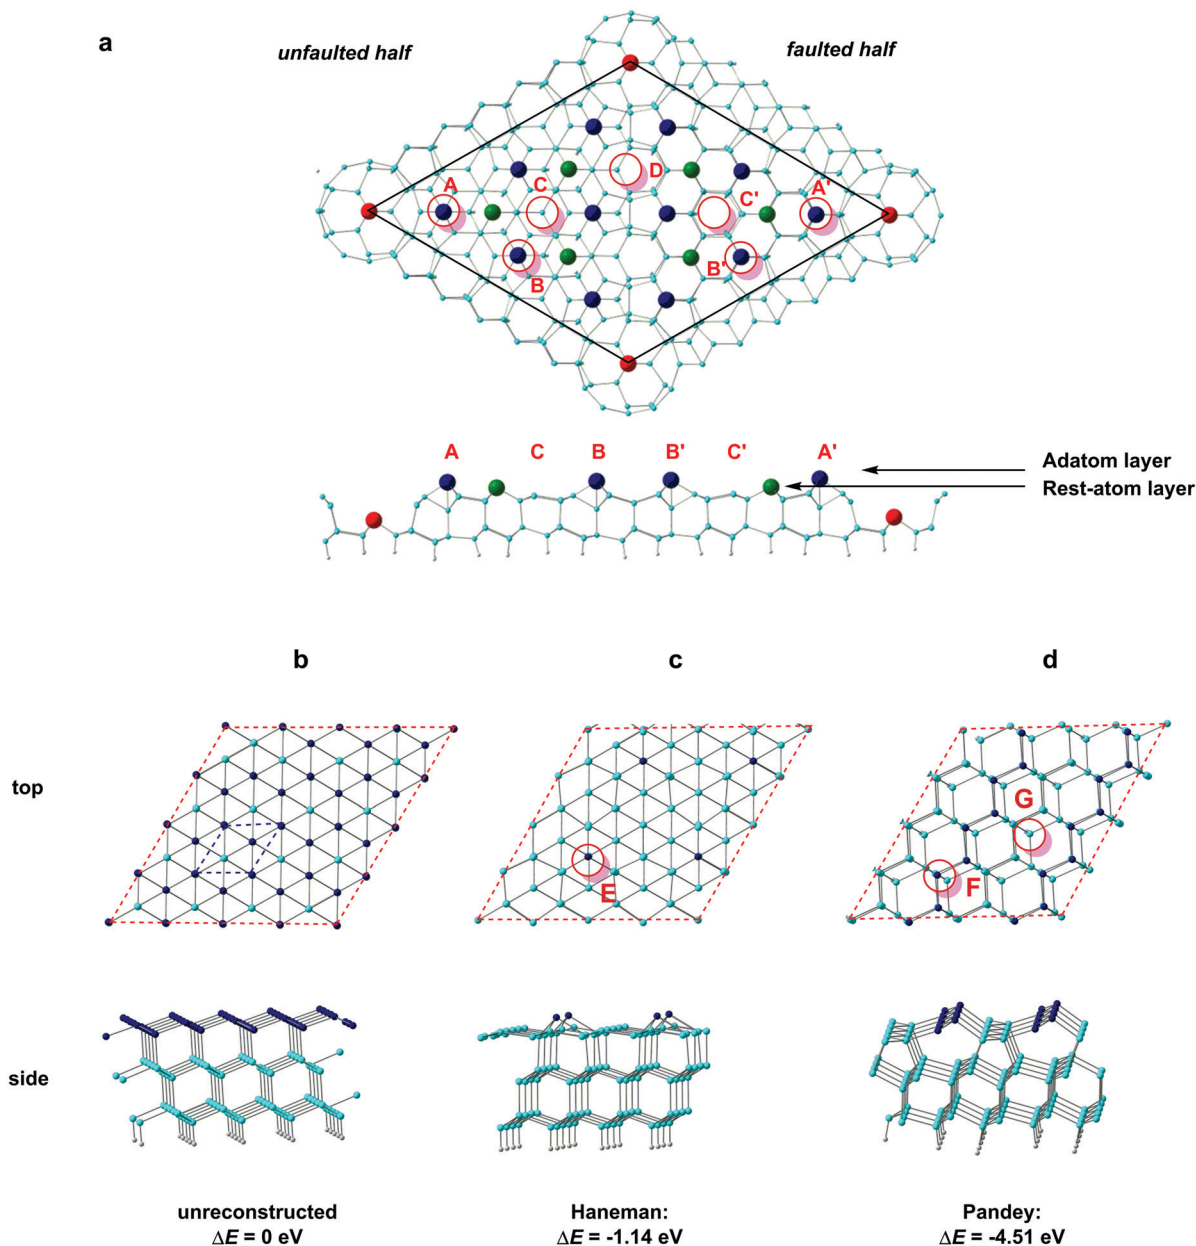 a
unfaulted half
faulted half
D
A
C
C'
A'
B'
B
A
C
B
B'
C'
A'
Adatom layer
Rest-atom layer
b
c
d
top
G
E
F
side
unreconstructed
ΔE = 0 eV
Haneman:
ΔE = -1.14 eV
Pandey:
ΔE = -4.51 eV